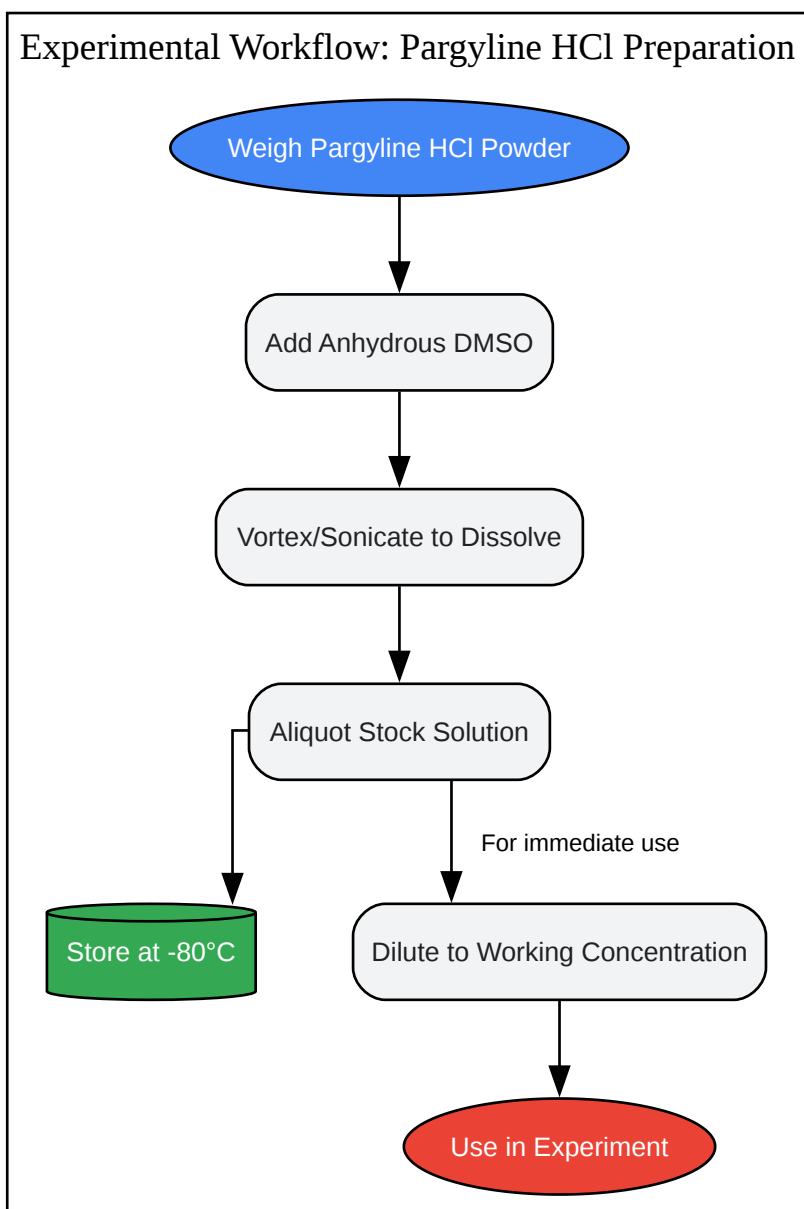 Experimental Workflow: Pargyline HCl Preparation
Weigh Pargyline HCl Powder
Add Anhydrous DMSO
Vortex/Sonicate to Dissolve
Aliquot Stock Solution
For immediate use
Store at -80°C
Dilute to Working Concentration
Use in Experiment